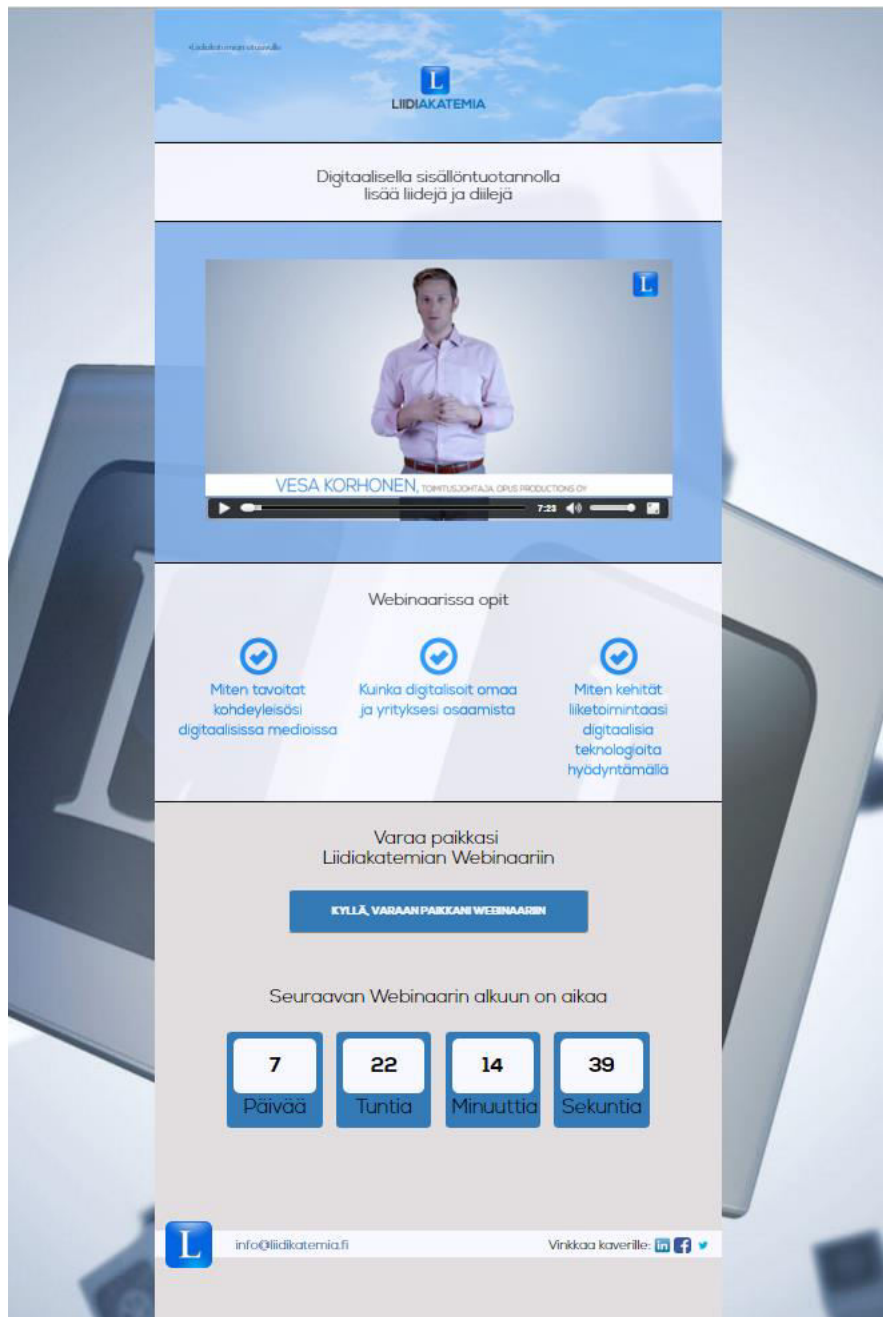 L
LIIDIAKATEMIA
Digitaalisella sisällöntuotannolla
lisää liidejä ja diilejä
L
VESA KORHONEN, TOIMITUSJOHTAJA, OPUS PRODUCTIONS OY
7:23
Webinaarissa opit
Miten tavoitat
kohdeyleisösi
digitaalisissa medioissa
Kuinka digitalisoit omaa
ja yrityksesi osaamista
Miten kehität
liiketoimintaasi
digitaalisia
teknologioita
hyödyntämällä
Varaa paikkasi
Liidiakatemian Webinaariin
KYLLÄ, VARAAN PAIKKANI WEBINAARIIN
Seuraavan Webinaarin alkuun on aikaa
7 22 14 39
Päivää Tuntia Minuuttia Sekuntia
L info@liidikatemia.fi Vinkkaa kaverille: in f